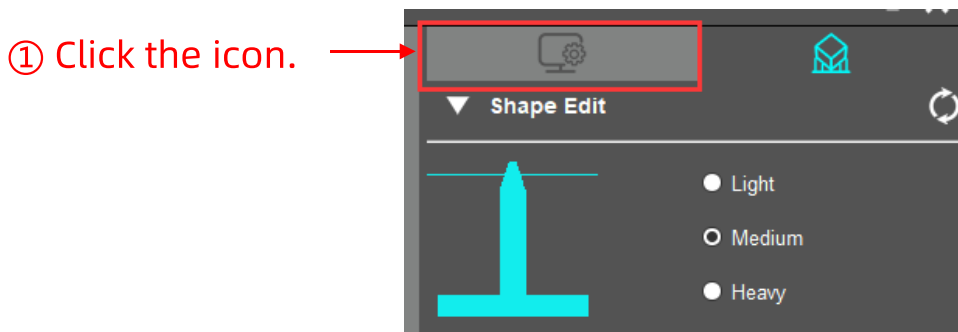 ① Click the icon.
Shape Edit
Light
Medium
Heavy